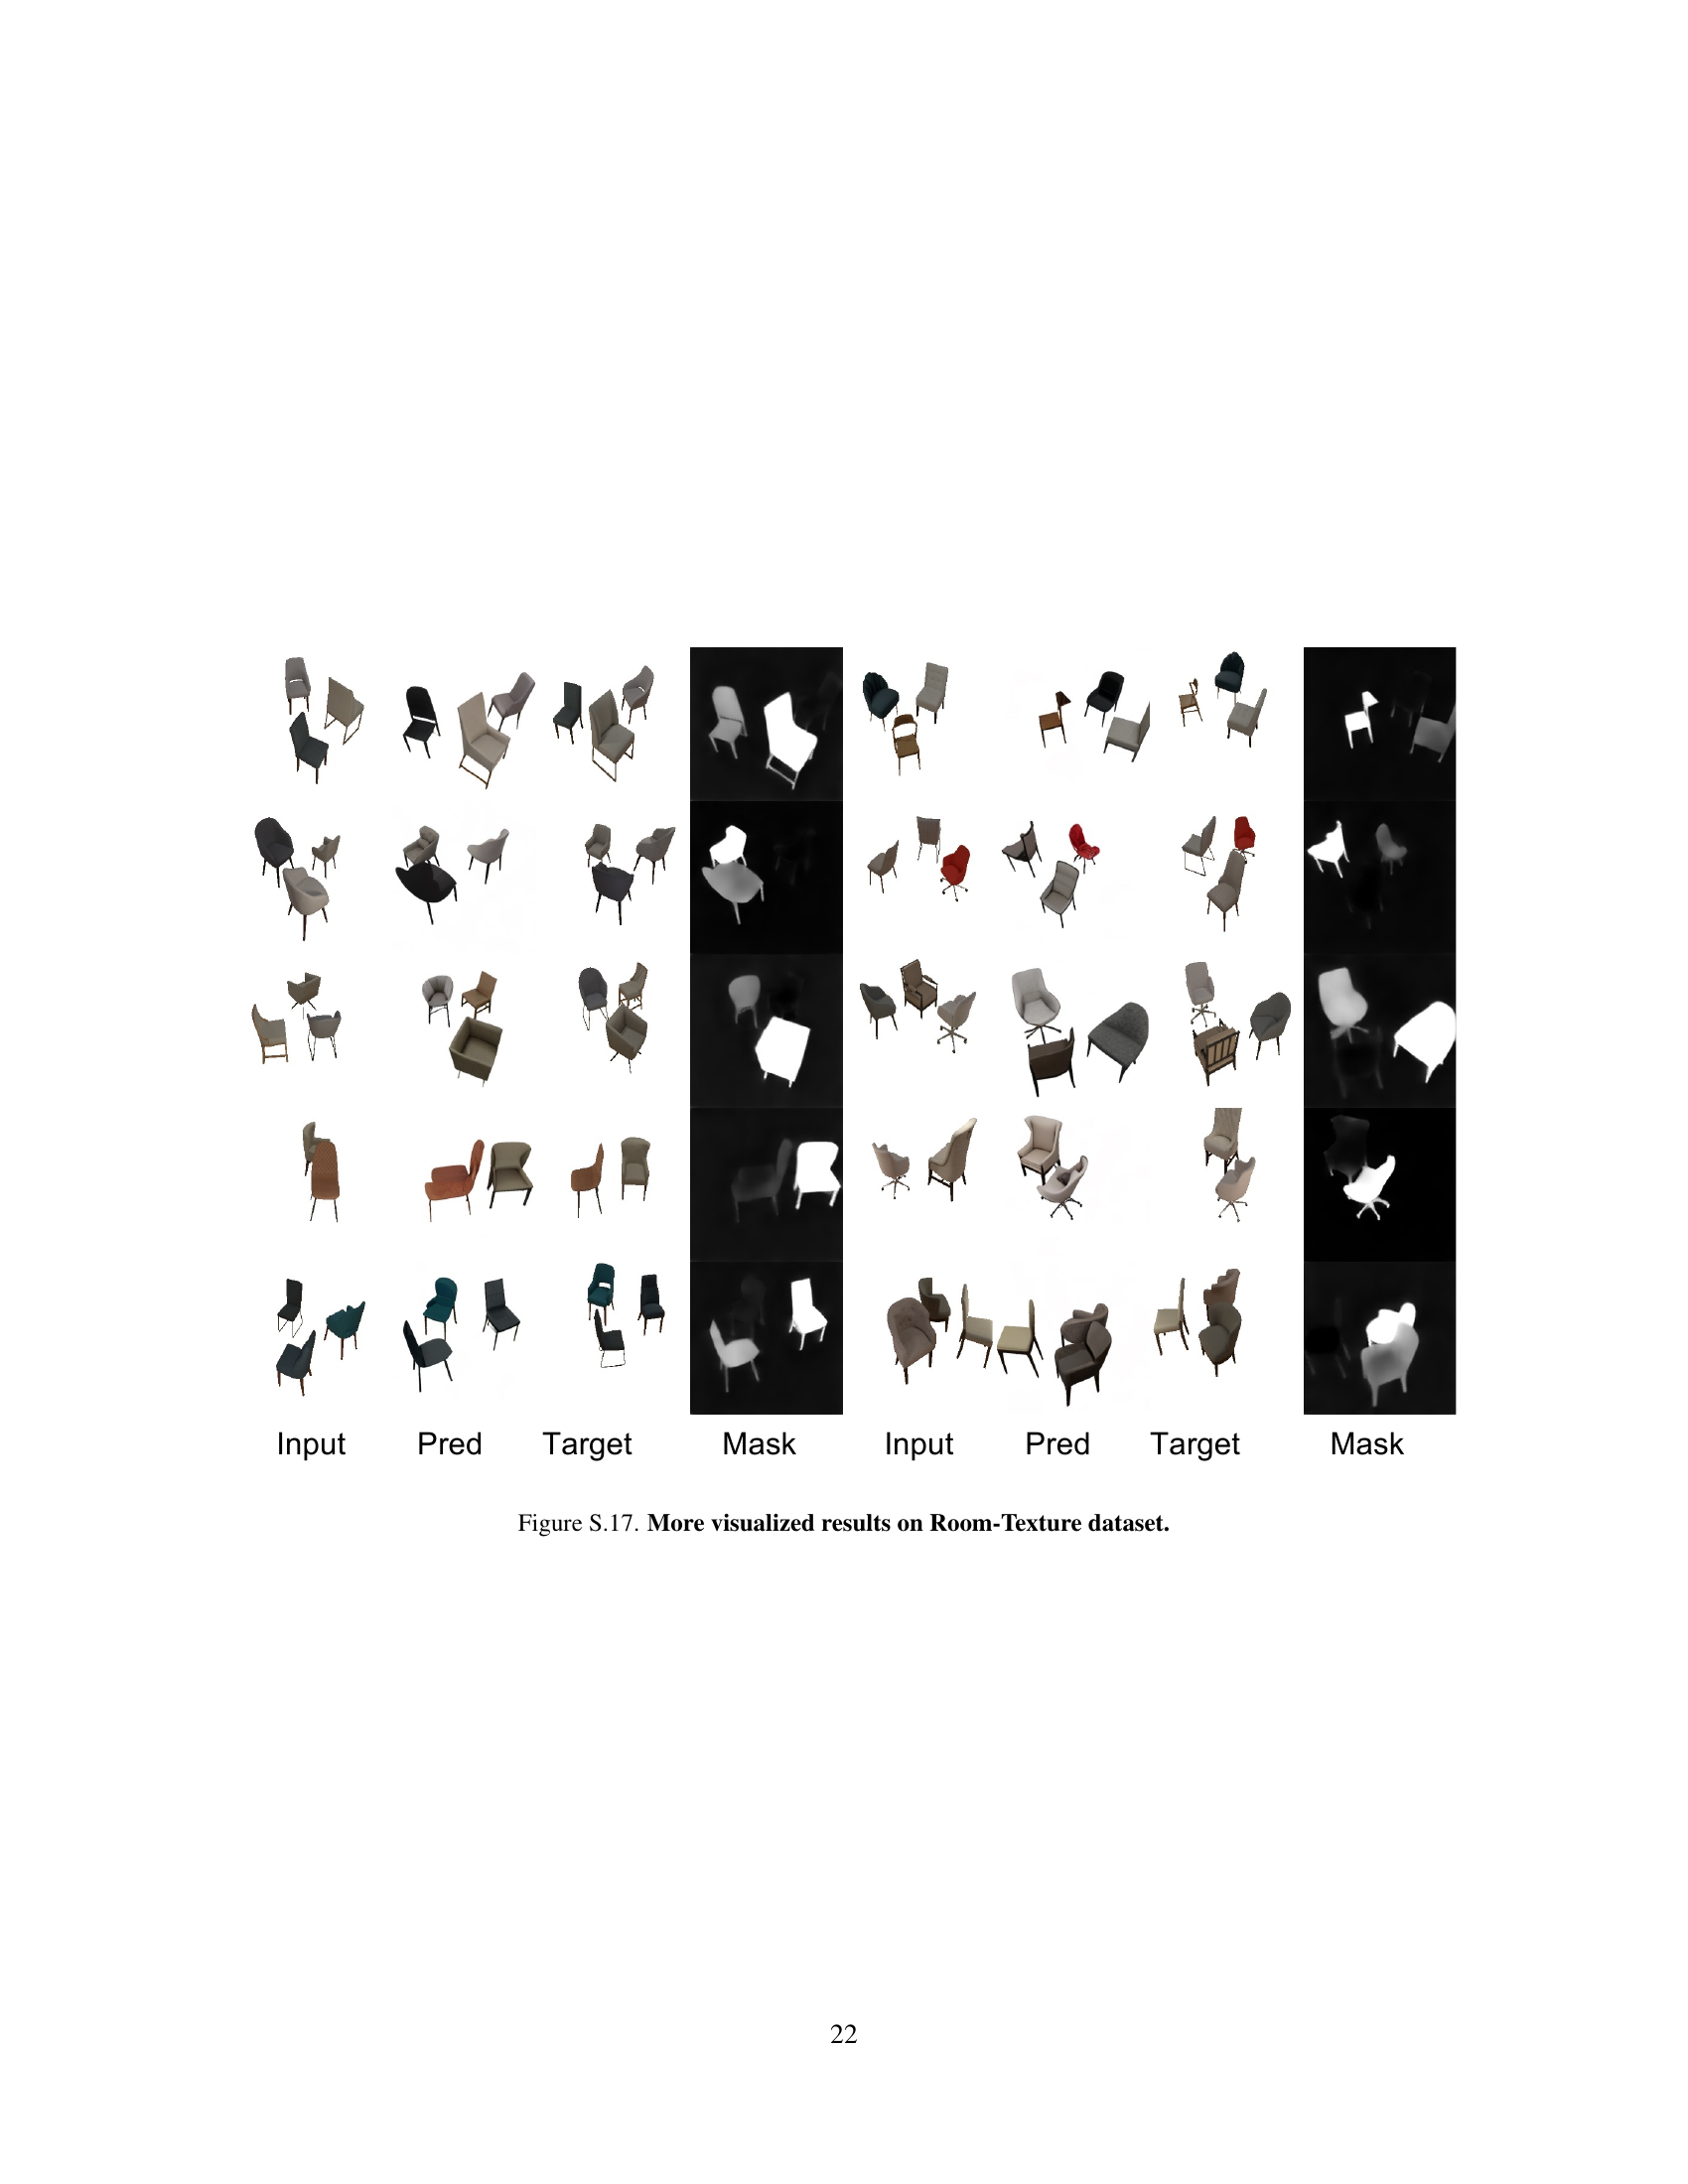 Input Pred Target Mask Input Pred Target Mask
Figure S.17. More visualized results on Room-Texture dataset.
22